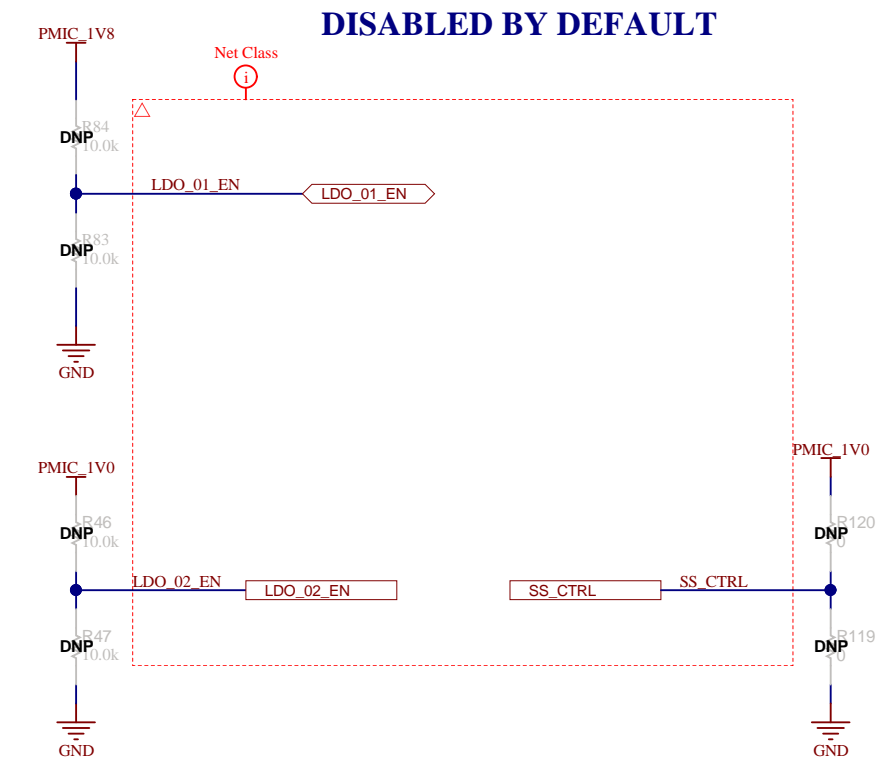 DISABLED BY DEFAULT
PMIC_1V8
Net Class
i
R84
DNP
10.0k
LDO_01_EN
LDO_01_EN
R83
DNP
10.0k
GND
PMIC_1V0
PMIC_1V0
R46
DNP
10.0k
R120
DNP
0
LDO_02_EN
LDO_02_EN
SS_CTRL
SS_CTRL
R47
DNP
10.0k
R119
DNP
0
GND
GND